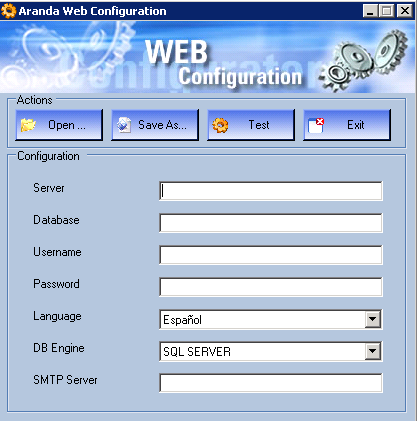 Aranda Web Configuration
WEB
Configuration
Configurator
Actions
Open ...
Save As...
Test
Exit
Configuration
Server
Database
Username
Password
Language
Español
DB Engine
SQL SERVER
SMTP Server